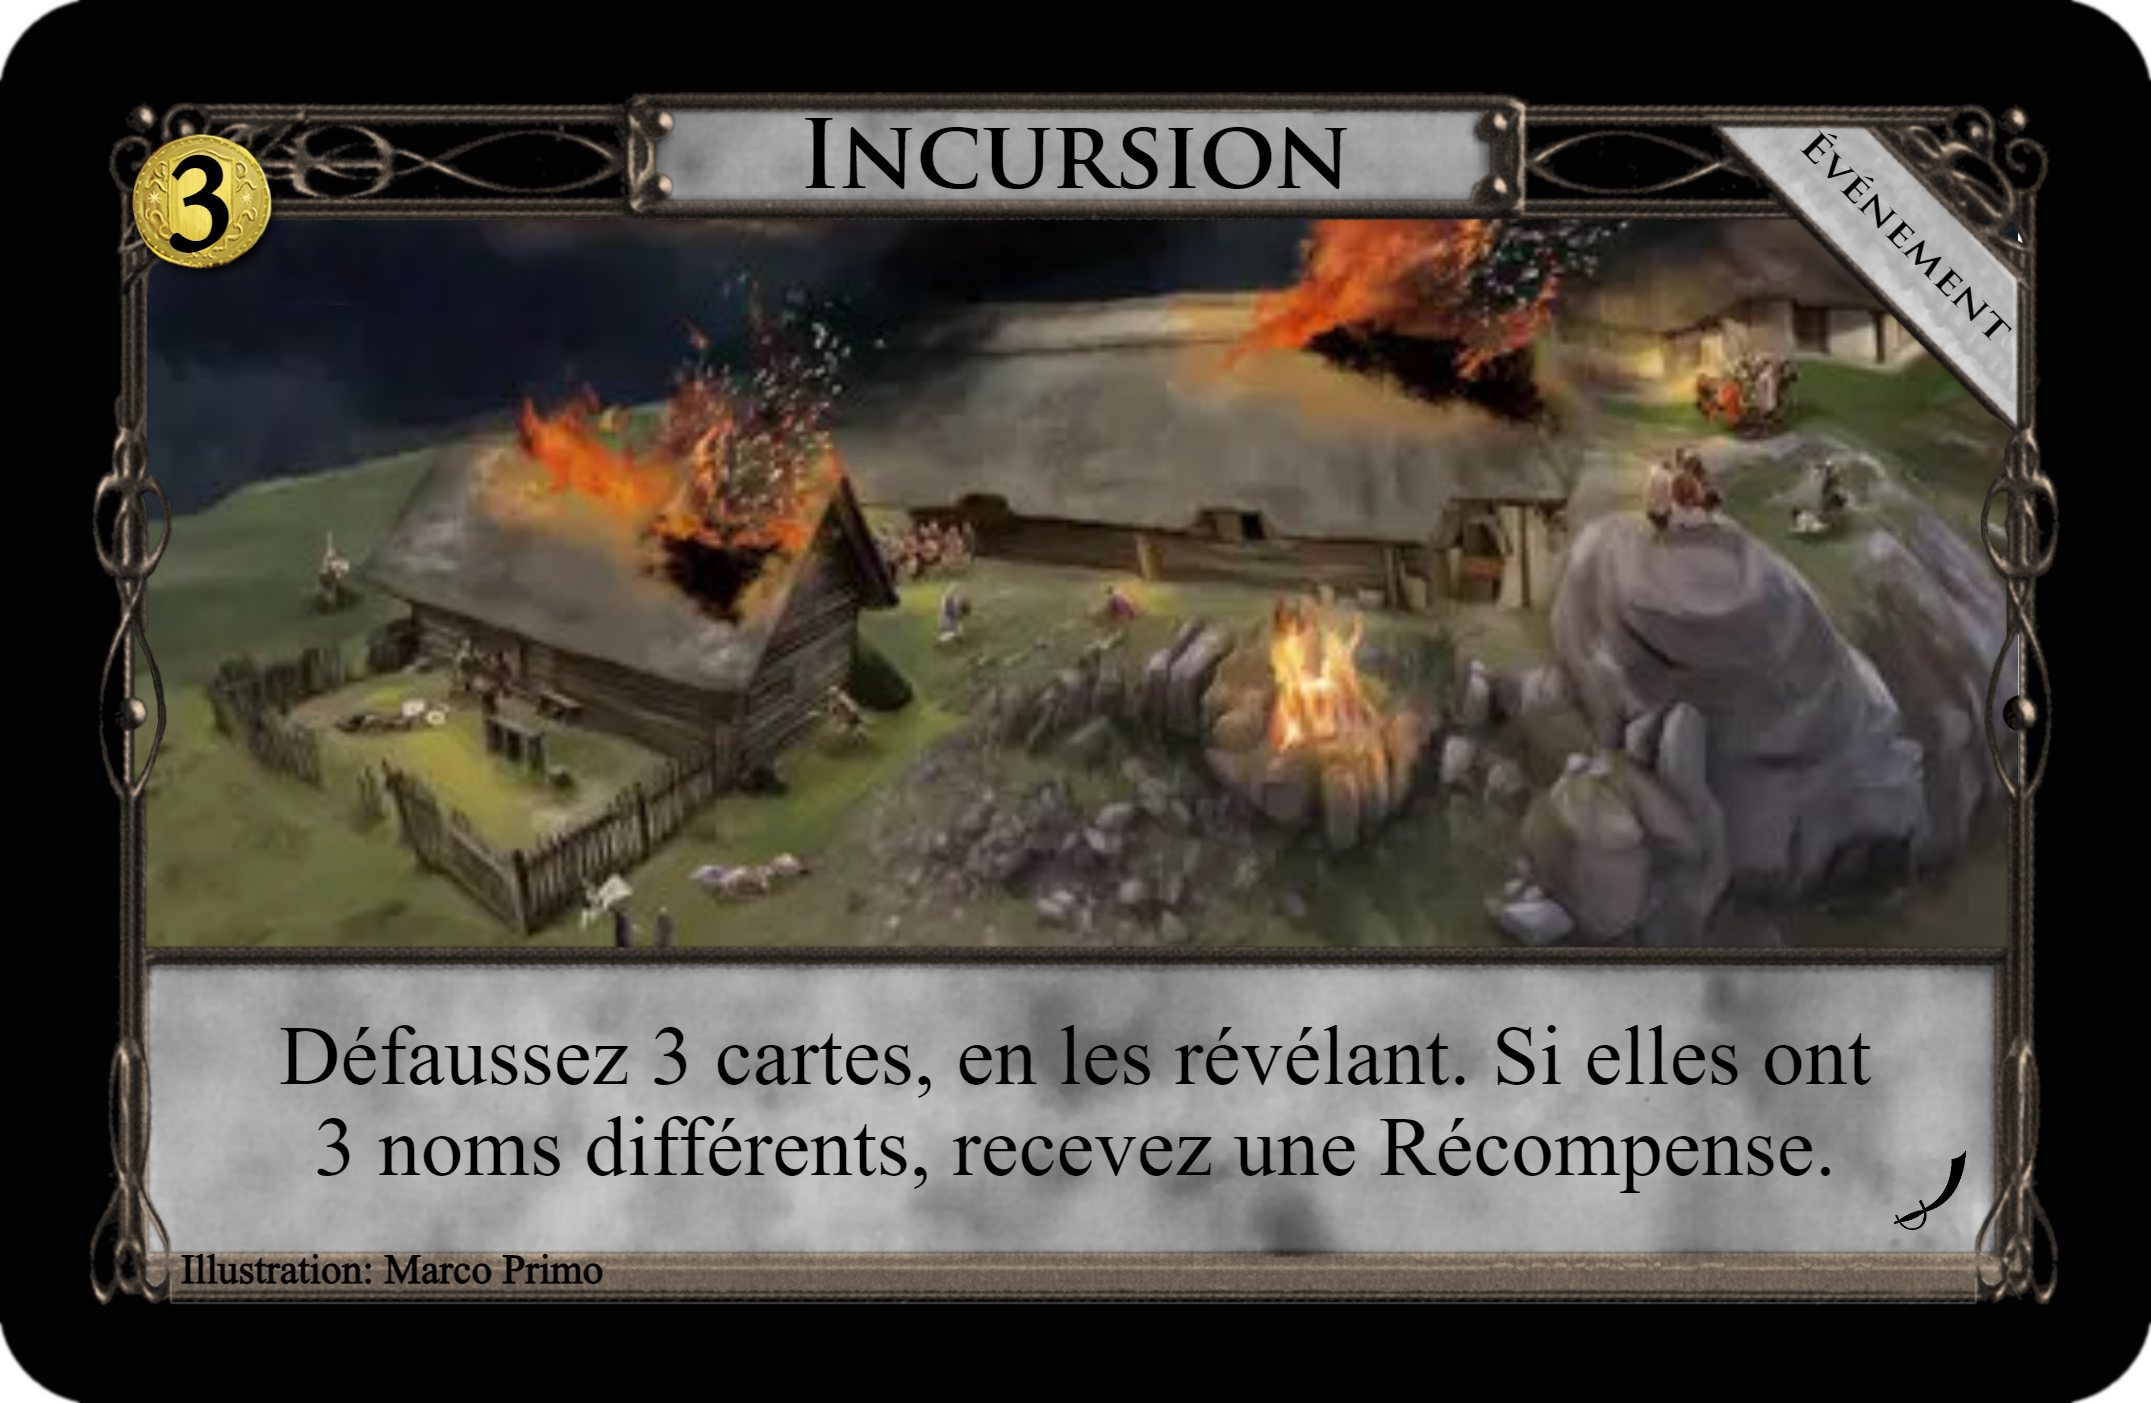 INCURSION
3
ÉVÉNEMENT
Défaussez 3 cartes, en les révélant. Si elles ont
3 noms différents, recevez une Récompense.
Illustration: Marco Primo